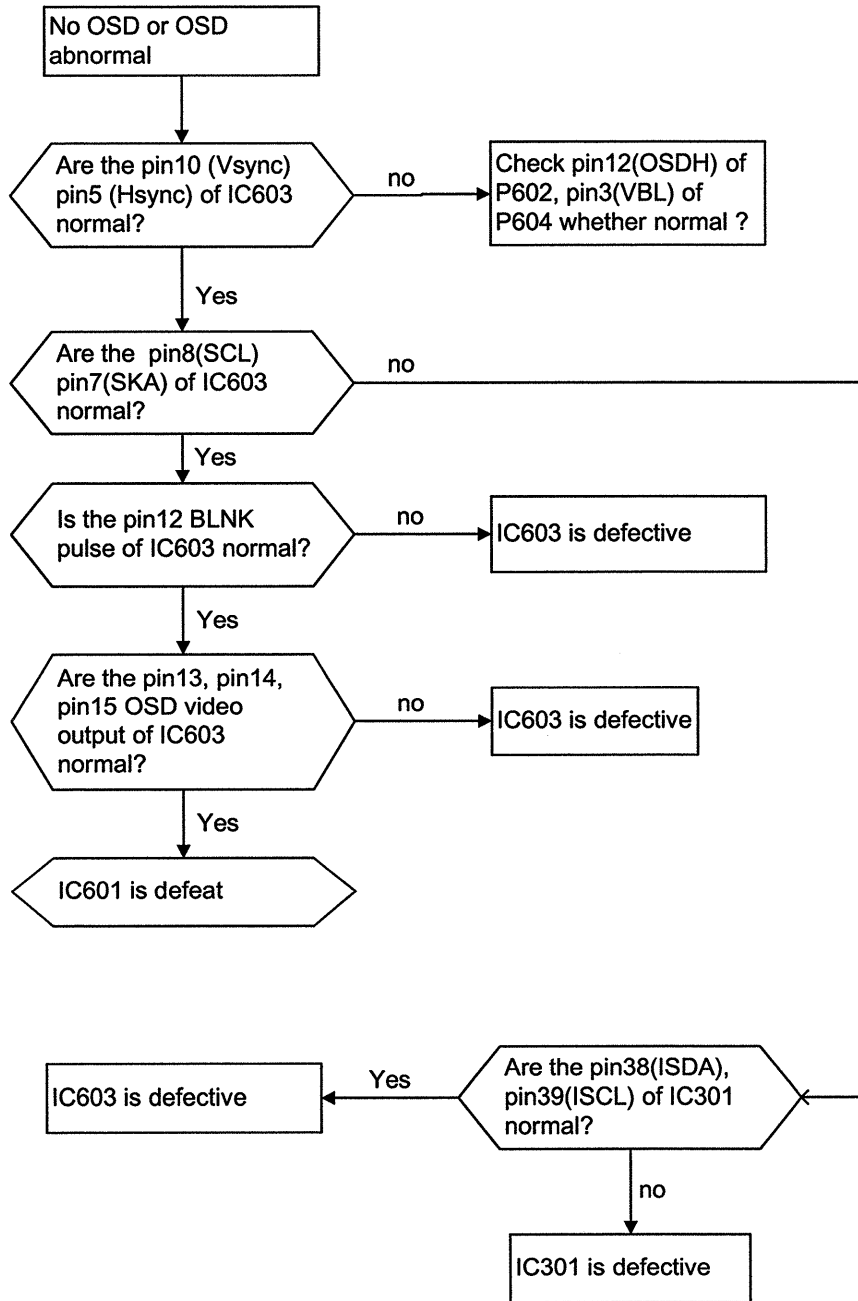 No OSD or OSD
abnormal
Are the pin10 (Vsync)
pin5 (Hsync) of IC603
normal?
no
Check pin12(OSDH) of
P602, pin3(VBL) of
P604 whether normal ?
Yes
Are the pin8(SCL)
pin7(SKA) of IC603
normal?
no
Yes
Is the pin12 BLNK
pulse of IC603 normal?
no
IC603 is defective
Yes
Are the pin13, pin14,
pin15 OSD video
output of IC603
normal?
no
IC603 is defective
Yes
IC601 is defeat
Are the pin38(ISDA),
pin39(ISCL) of IC301
normal?
Yes
IC603 is defective
no
IC301 is defective